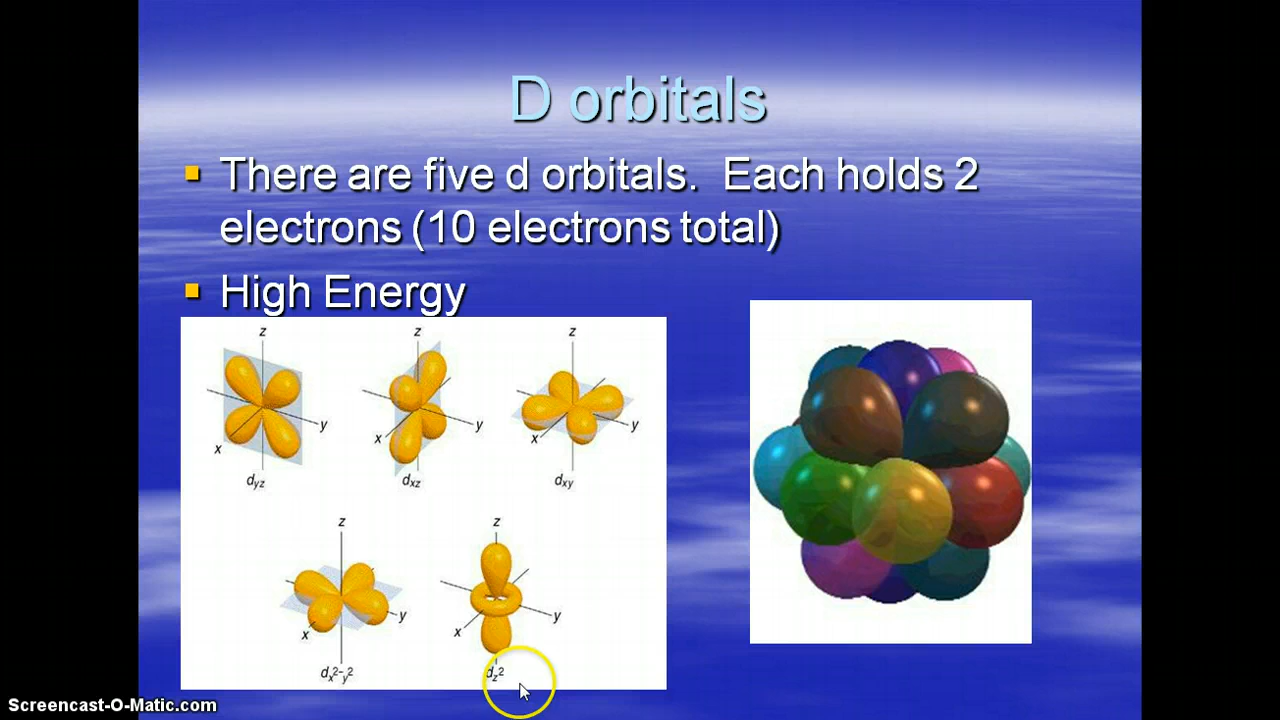 D orbitals
▪ There are five d orbitals. Each holds 2
electrons (10 electrons total)
▪ High Energy
z z z
y y y
x x x
dyz dxz dxy
z z
y y
x x
dx²-y² dz²
Screencast-O-Matic.com